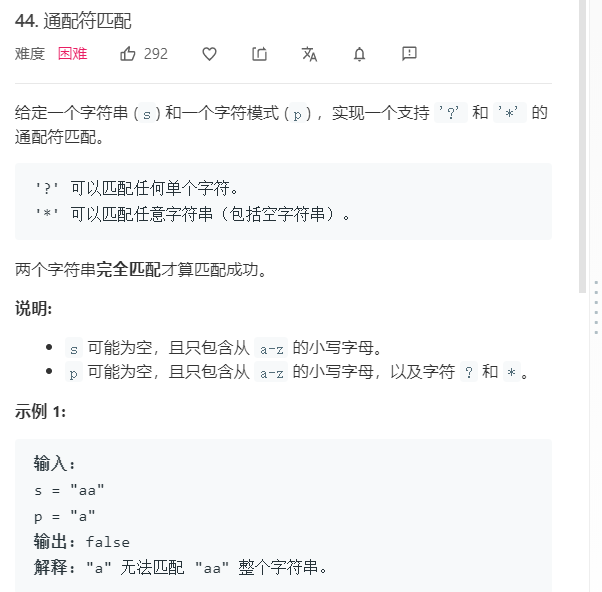 44. 通配符匹配
难度 困难 292
给定一个字符串 (s) 和一个字符模式 (p) ，实现一个支持 '?' 和 '*' 的
通配符匹配。
'?' 可以匹配任何单个字符。
'*' 可以匹配任意字符串（包括空字符串）。
两个字符串完全匹配才算匹配成功。
说明:
s 可能为空，且只包含从 a-z 的小写字母。
p 可能为空，且只包含从 a-z 的小写字母，以及字符 ? 和 *。
示例 1:
输入:
s = "aa"
p = "a"
输出: false
解释: "a" 无法匹配 "aa" 整个字符串。